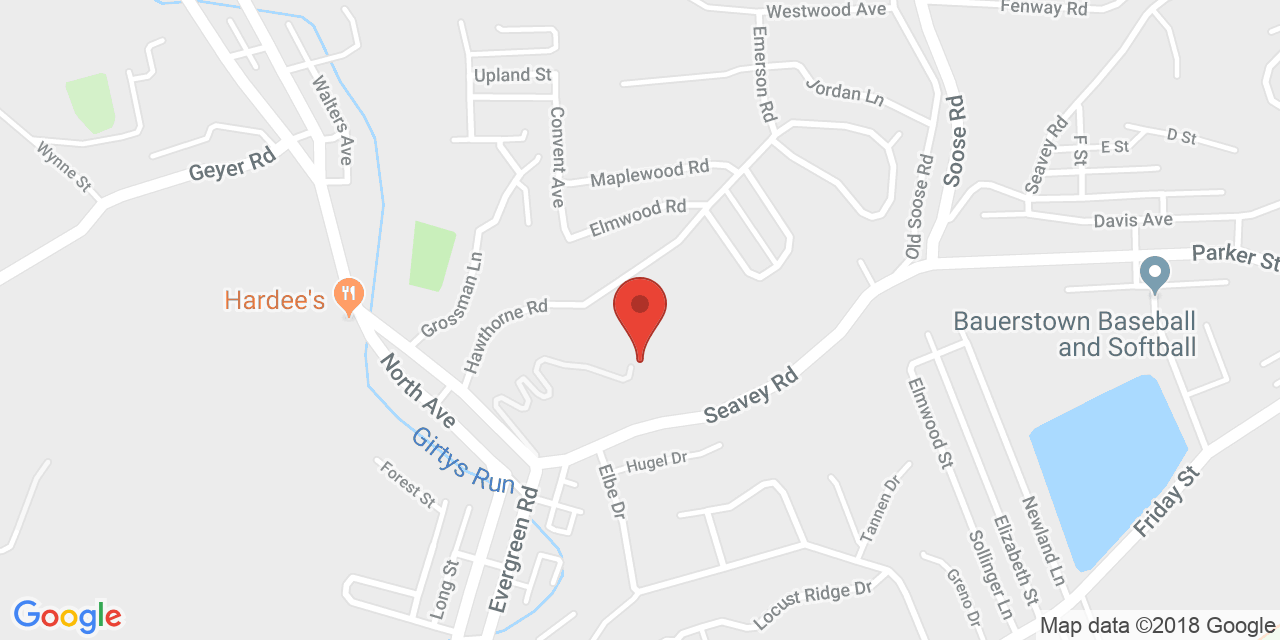 Westwood Ave
Fenway Rd
Emerson Rd
Upland St
Walters Ave
Jordan Ln
Soose Rd
Seavey Rd
F St
E St
D St
Convent Ave
Wynne St
Geyer Rd
Maplewood Rd
Elmwood Rd
Old Soose Rd
Davis Ave
Parker St
Grossman Ln
Hardee's
Hawthorne Rd
Bauerstown Baseball
and Softball
North Ave
Seavey Rd
Elmwood St
Girtys Run
Hugel Dr
Forest St
Elbe Dr
Tannen Dr
Friday St
Newland Ln
Elizabeth St
Sollinger Ln
Evergreen Rd
Long St
Greno Dr
Locust Ridge Dr
Google
Map data ©2018 Google